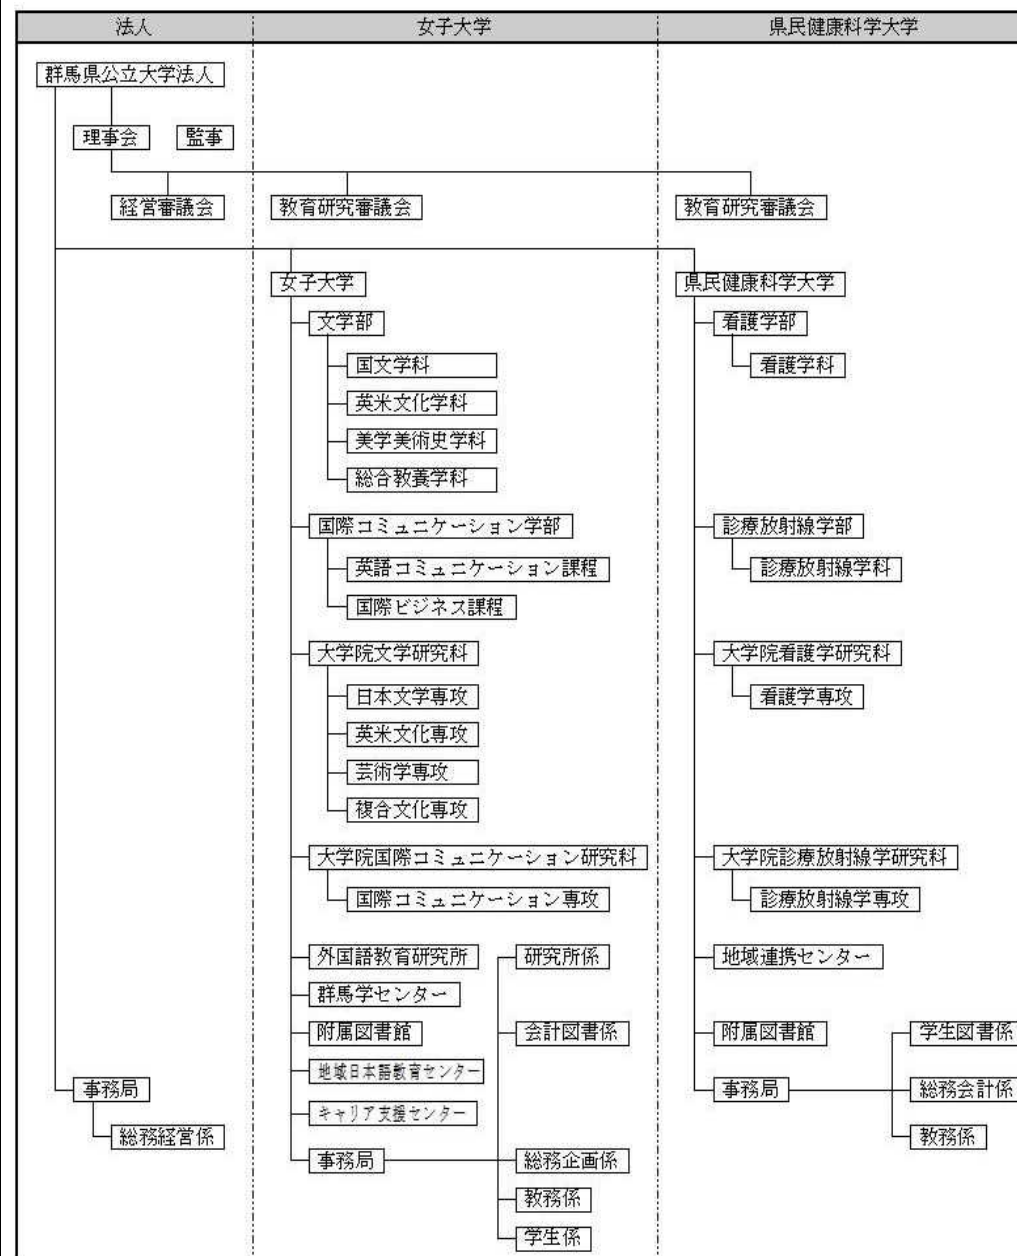 法人 女子大学 県民健康科学大学
群馬県公立大学法人
理事会 監事
経営審議会 教育研究審議会 教育研究審議会
女子大学 県民健康科学大学
文学部 看護学部
国文学科 看護学科
英米文化学科
美学美術史学科
総合教養学科
国際コミュニケーション学部 診療放射線学部
英語コミュニケーション課程 診療放射線学科
国際ビジネス課程
大学院文学研究科 大学院看護学研究科
日本文学専攻 看護学専攻
英米文化専攻
芸術学専攻
複合文化専攻
大学院国際コミュニケーション研究科 大学院診療放射線学研究科
国際コミュニケーション専攻 診療放射線学専攻
外国語教育研究所 研究所係 地域連携センター
群馬学センター
附属図書館 会計図書係 附属図書館 学生図書係
地域日本語教育センター
事務局 事務局 総務会計係
キャリア支援センター
総務経営係 教務係
事務局 総務企画係
教務係
学生係